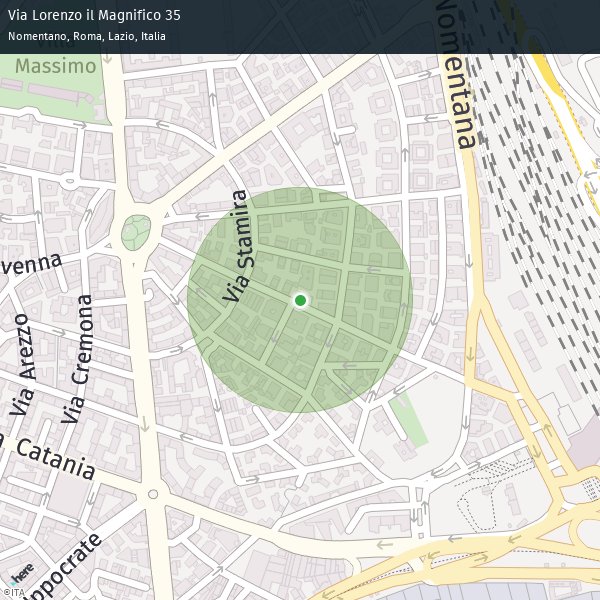 Via Lorenzo il Magnifico 35
Nomentano, Roma, Lazio, Italia
Massimo
Nomentana
Via Stamira
venna
Via Cremona
Via Arezzo
a Catania
ppocrate
here
©ITA